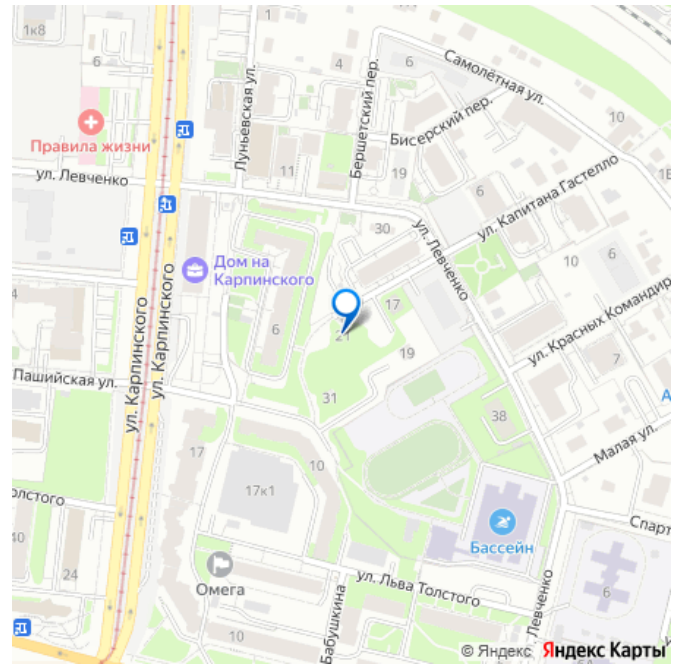 1к8
1
Самолётная ул.
6
4
6
Бершетский пер.
Луньевская ул.
Бисерский пер.
10
Правила жизни
11
19
ул. Левченко
6
ул. Капитана Гастелло
30
ул. Левченко
6
Дом на
Карпинского
10
4
ул. Карпинского
ул. Карпинского
17
6
21
ул. Красных Командир
19
7
Пашийская ул.
31
38
А
17
10
Малая ул.
17к1
олстого
Спарт
Бассейн
40
24
Омега
ул. Льва Толстого
6
Левченко
Бабушкина
10
© Яндекс Яндекс Карты